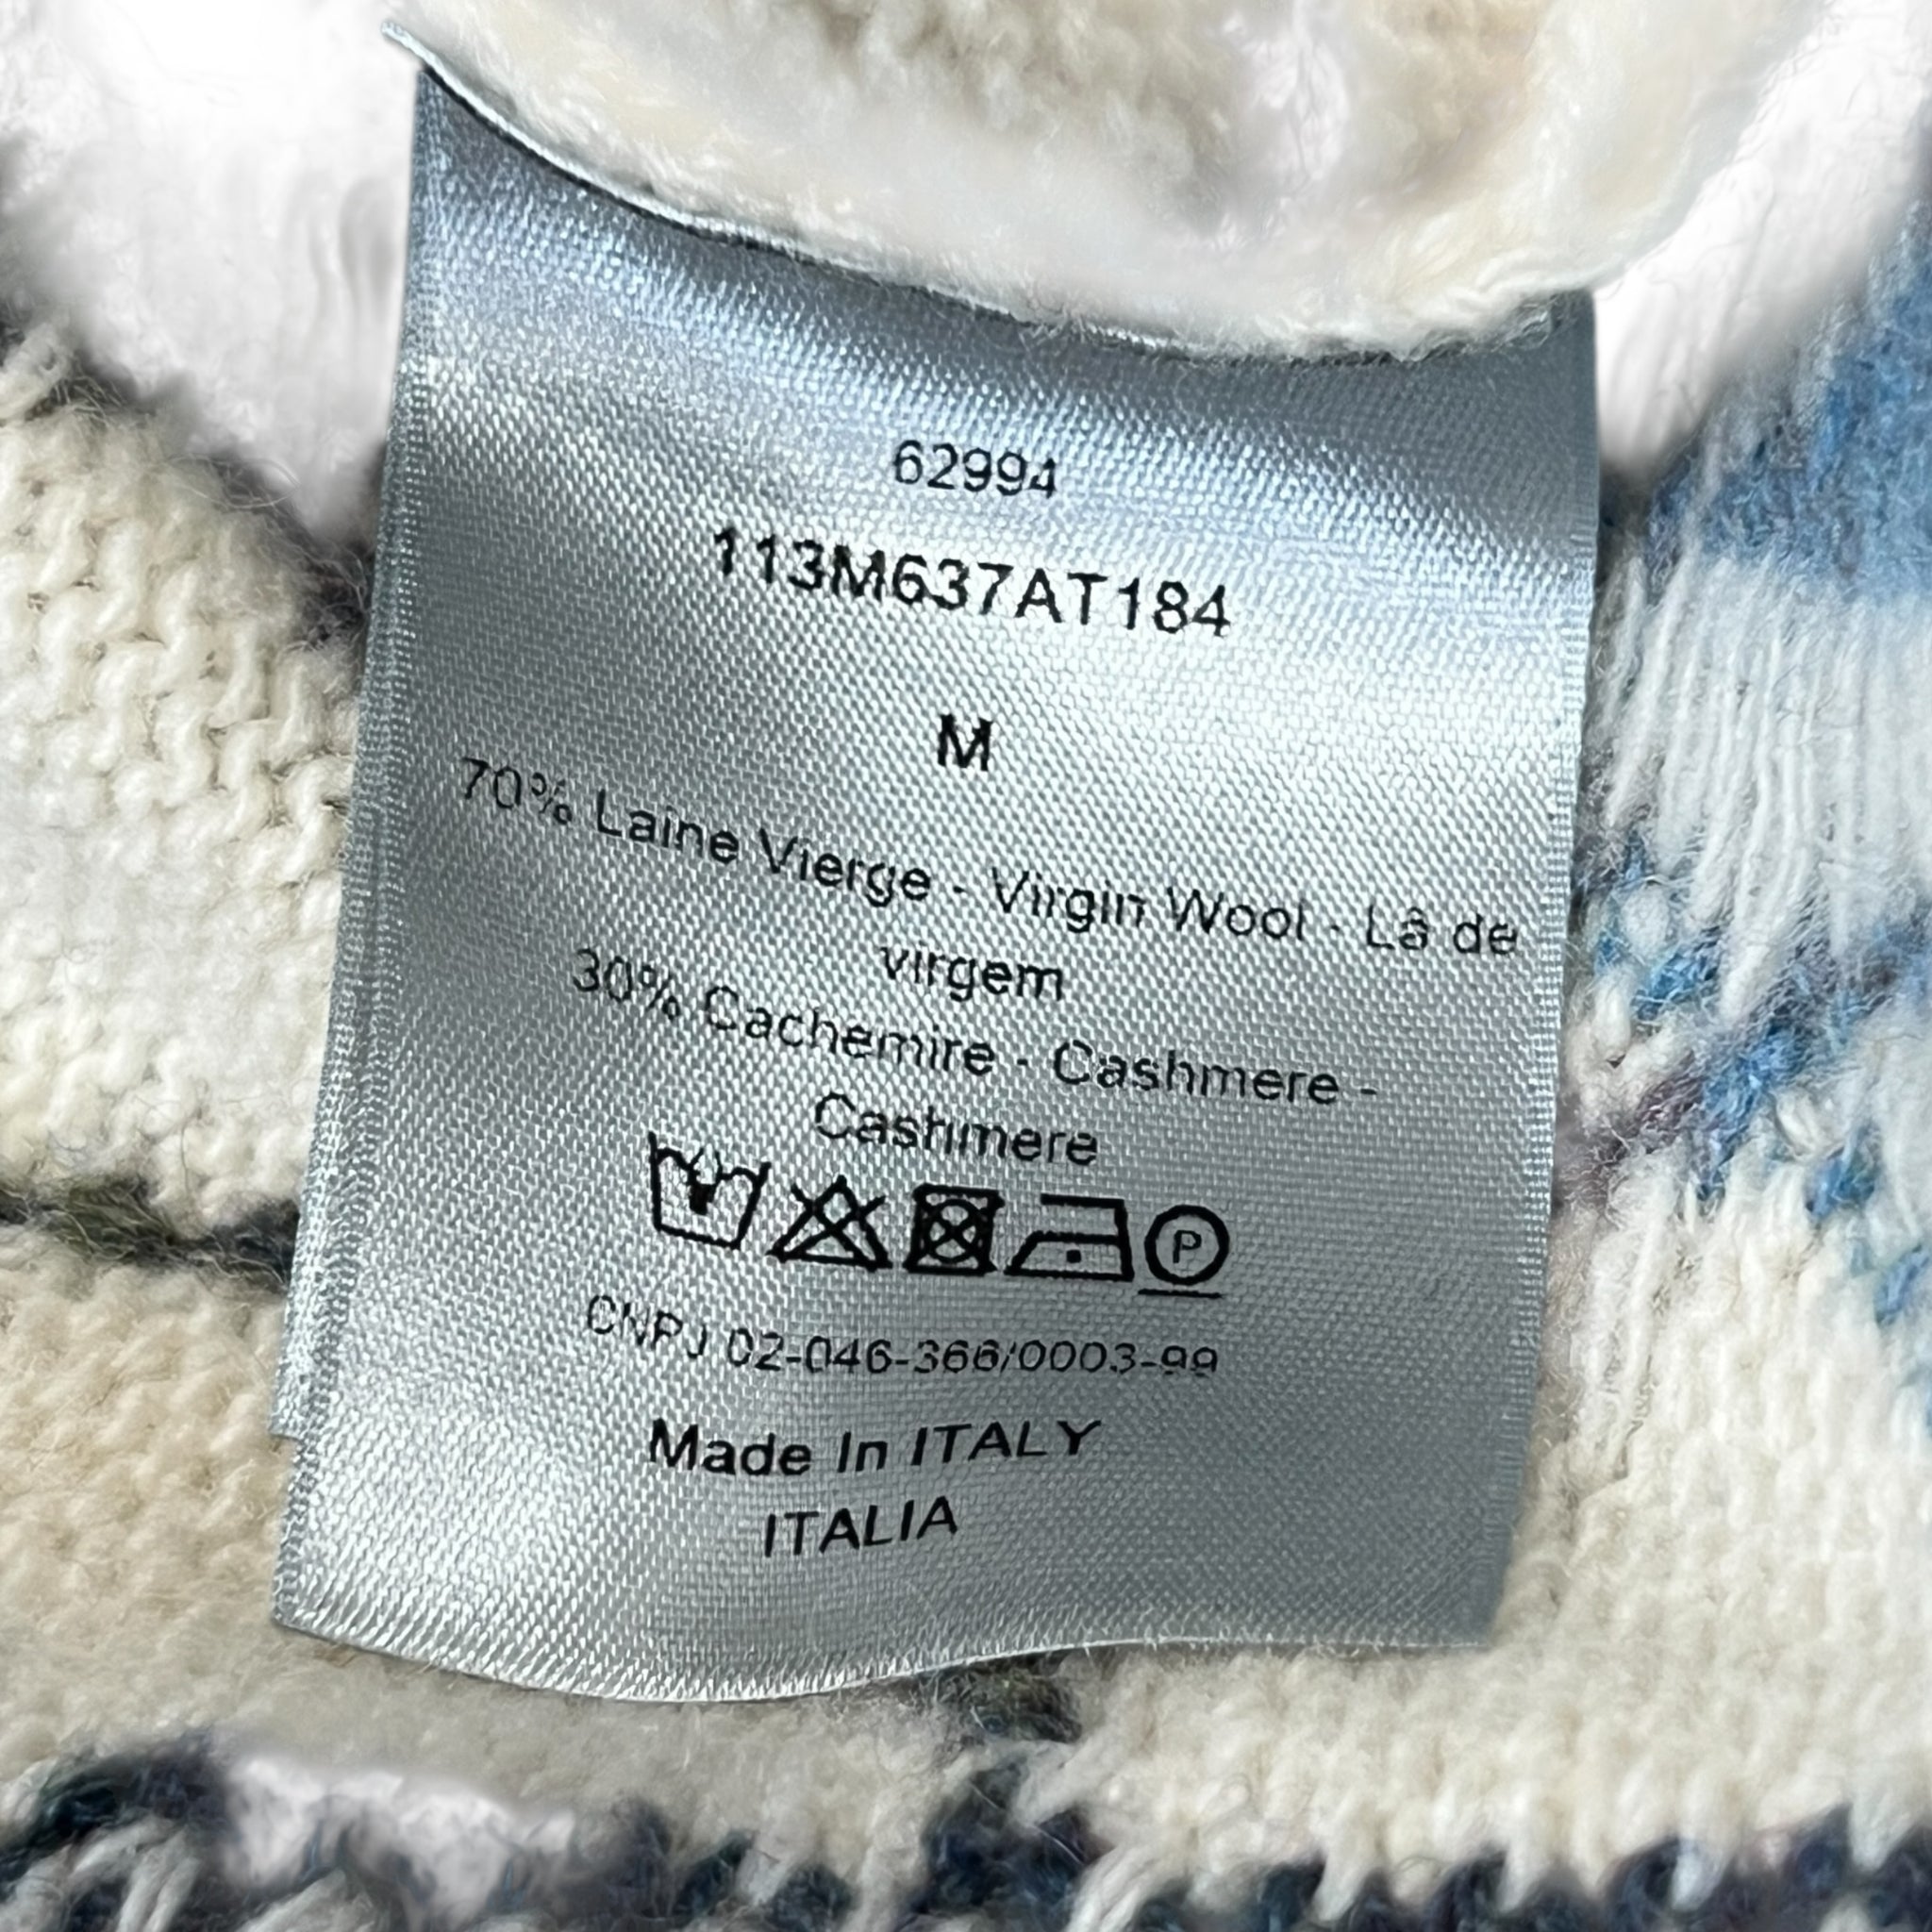 62994
113M637AT184
M
70% Laine Vierge - Virgin Wool - Lã de
virgem
30% Cachemire - Cashmere -
Cashmere
P
CNPJ 02-046-366/0003-99
Made In ITALY
ITALIA